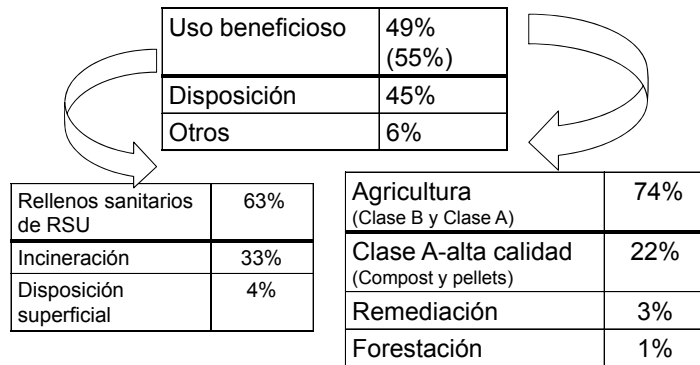 Uso beneficioso 49%
(55%)
Disposición 45%
Otros 6%
Rellenos sanitarios 63%
de RSU
Incineración 33%
Disposición 4%
superficial
Agricultura 74%
(Clase B y Clase A)
Clase A-alta calidad 22%
(Compost y pellets)
Remediación 3%
Forestación 1%